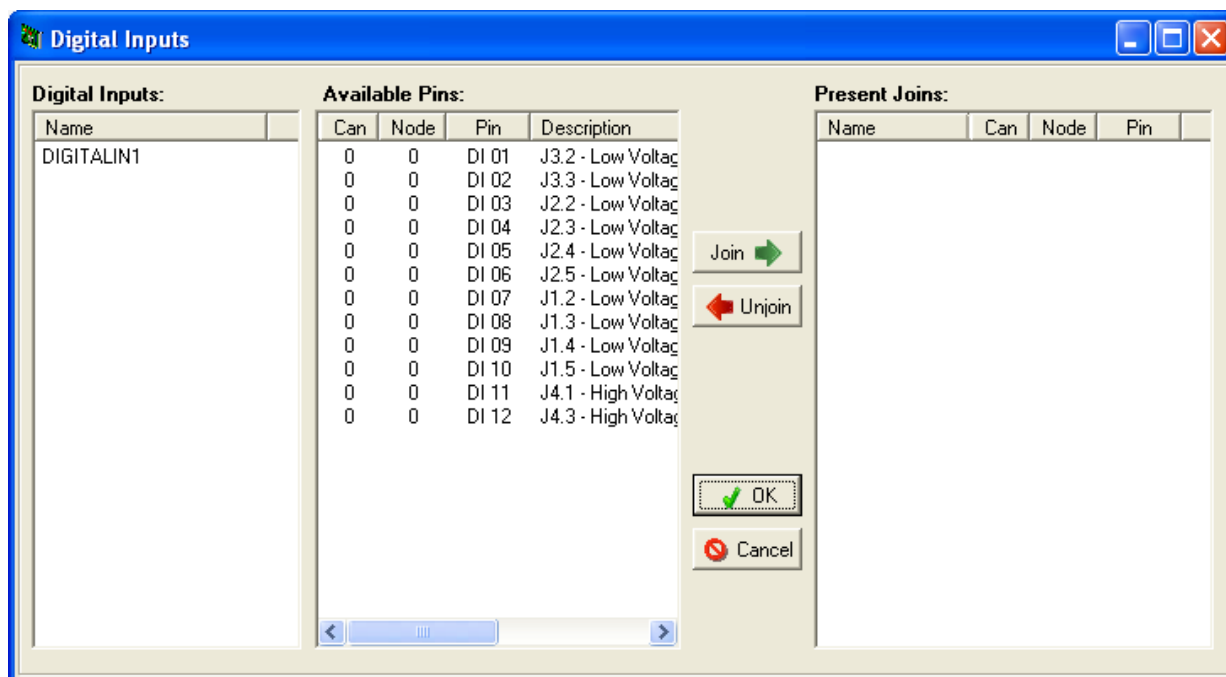 Digital Inputs
Digital Inputs: Available Pins: Present Joins:
Name Can Node Pin Description Name Can Node Pin
DIGITALIN1 0 0 DI 01 J3.2 - Low Voltag
0 0 DI 02 J3.3 - Low Voltag
0 0 DI 03 J2.2 - Low Voltag
0 0 DI 04 J2.3 - Low Voltag
0 0 DI 05 J2.4 - Low Voltag
0 0 DI 06 J2.5 - Low Voltag
0 0 DI 07 J1.2 - Low Voltag
0 0 DI 08 J1.3 - Low Voltag
0 0 DI 09 J1.4 - Low Voltag
0 0 DI 10 J1.5 - Low Voltag
0 0 DI 11 J4.1 - High Voltag
0 0 DI 12 J4.3 - High Voltag
Join
Unjoin
OK
Cancel